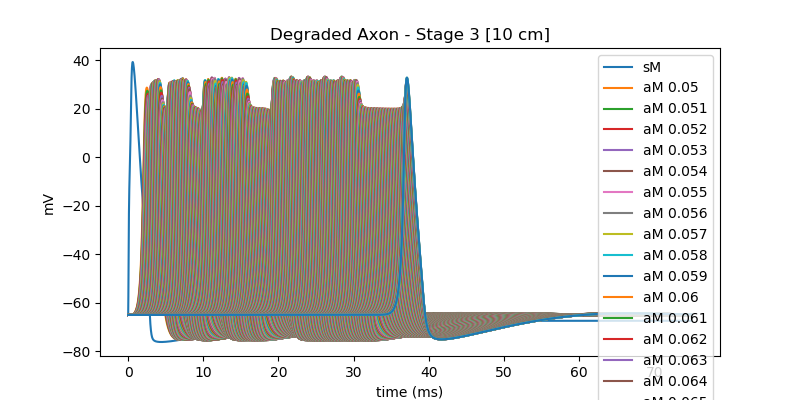 Degraded Axon - Stage 3 [10 cm]
mV
40
20
0
−20
−40
−60
−80
0
10
20
30
40
50
60
70
time (ms)
sM
aM 0.05
aM 0.051
aM 0.052
aM 0.053
aM 0.054
aM 0.055
aM 0.056
aM 0.057
aM 0.058
aM 0.059
aM 0.06
aM 0.061
aM 0.062
aM 0.063
aM 0.064
aM 0.065